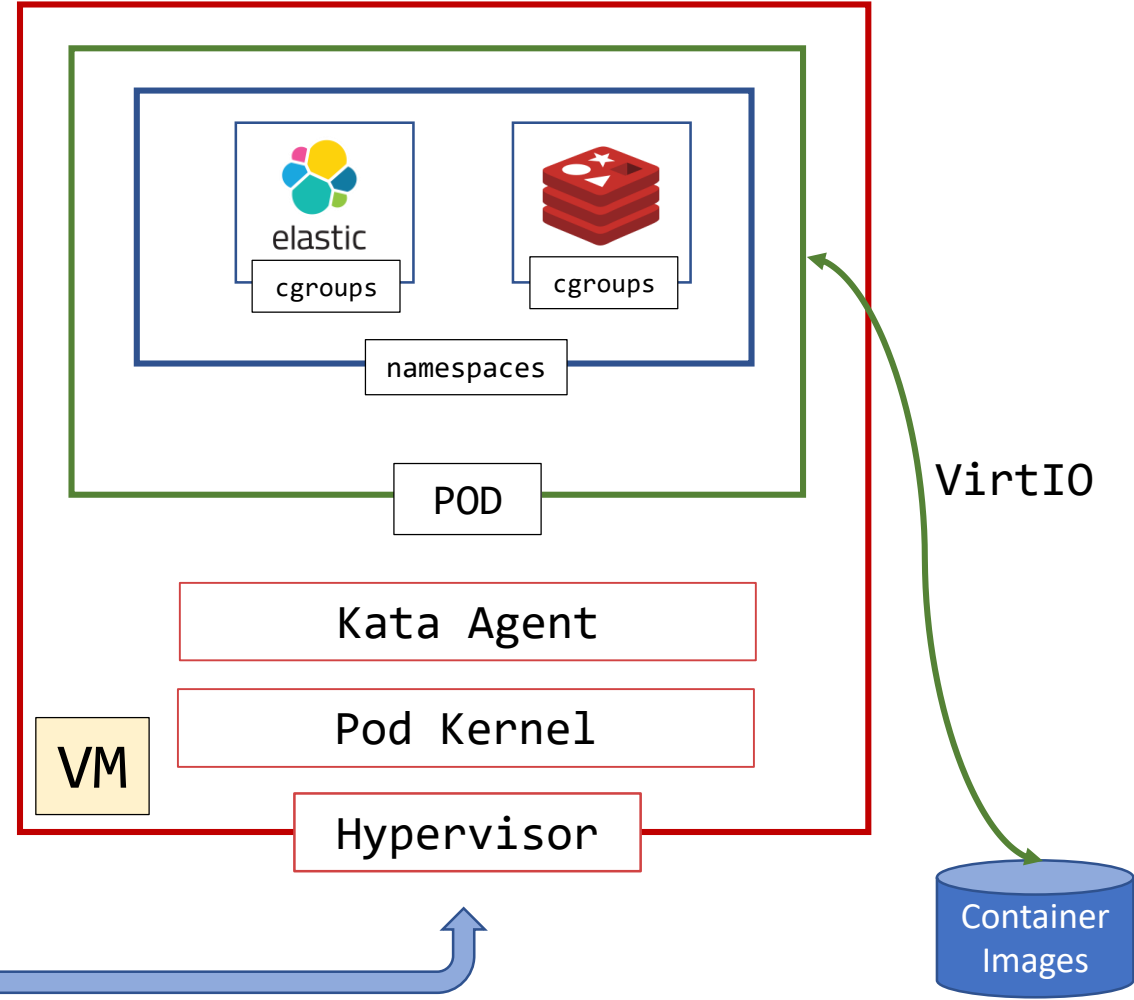 elastic
cgroups
cgroups
namespaces
POD
VirtIO
Kata Agent
Pod Kernel
VM
Hypervisor
Container
Images